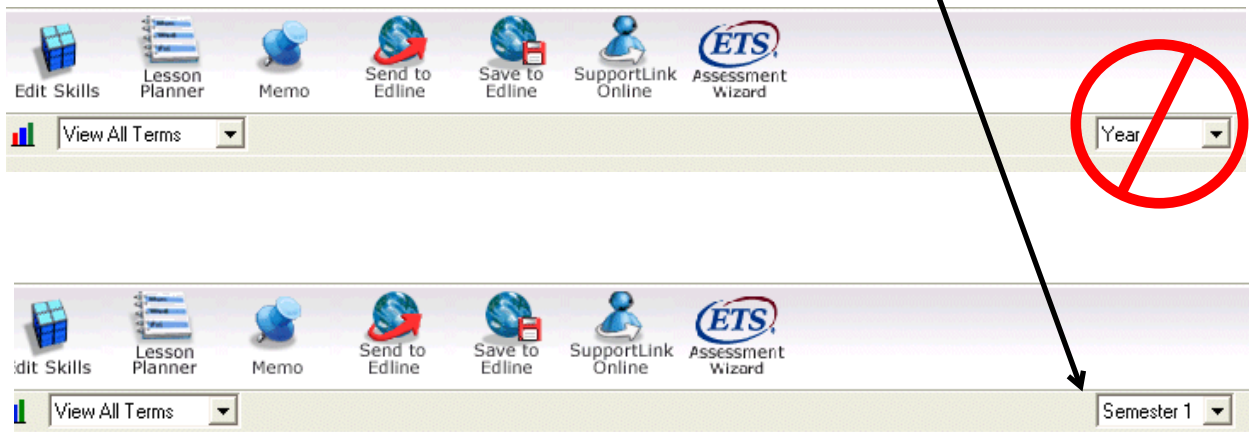 Edit Skills
Lesson Planner
Memo
Send to Edline
Save to Edline
SupportLink Online
ETS Assessment Wizard
View All Terms
Year
dit Skills
Lesson Planner
Memo
Send to Edline
Save to Edline
SupportLink Online
ETS Assessment Wizard
View All Terms
Semester 1